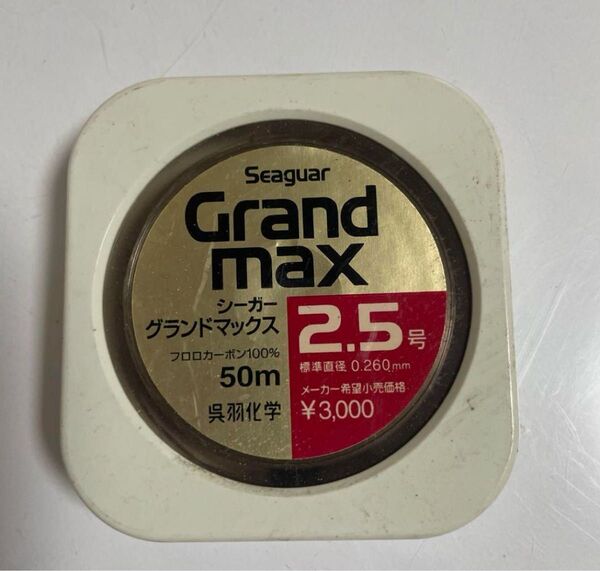 Seaguar
Grand
max
シーガー
グランドマックス
フロロカーボン100%
50m
呉羽化学
2.5号
標準直径 0.260mm
メーカー希望小売価格
¥3,000